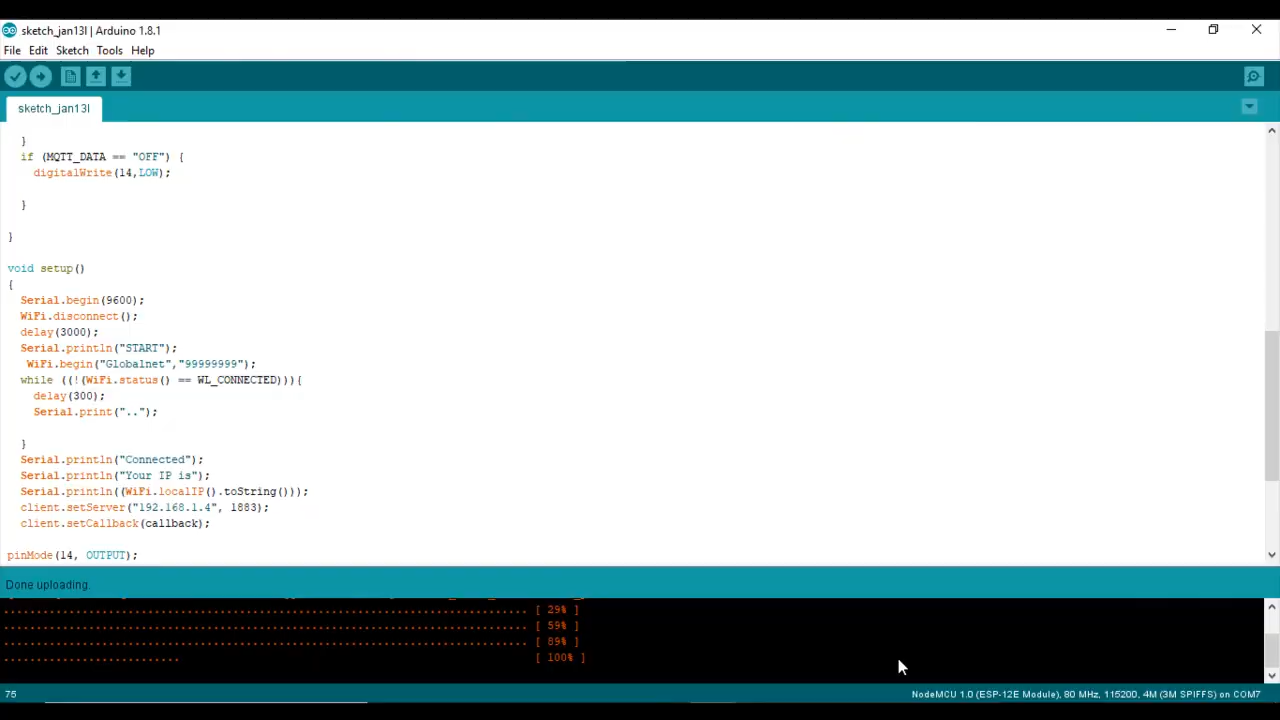 sketch_jan13l | Arduino 1.8.1
File Edit Sketch Tools Help
sketch_jan13l
}
if (MQTT_DATA == "OFF") {
digitalWrite(14,LOW);
}
}
void setup()
{
Serial.begin(9600);
WiFi.disconnect();
delay(3000);
Serial.println("START");
WiFi.begin("Globalnet","99999999");
while ((!(WiFi.status() == WL_CONNECTED))){
delay(300);
Serial.print("..");
}
Serial.println("Connected");
Serial.println("Your IP is");
Serial.println((WiFi.localIP().toString()));
client.setServer("192.168.1.4", 1883);
client.setCallback(callback);
pinMode(14, OUTPUT);
Done uploading.
................................................................................ [ 29% ]
................................................................................ [ 59% ]
................................................................................ [ 89% ]
........................... [ 100% ]
75 NodeMCU 1.0 (ESP-12E Module), 80 MHz, 115200, 4M (3M SPIFFS) on COM7